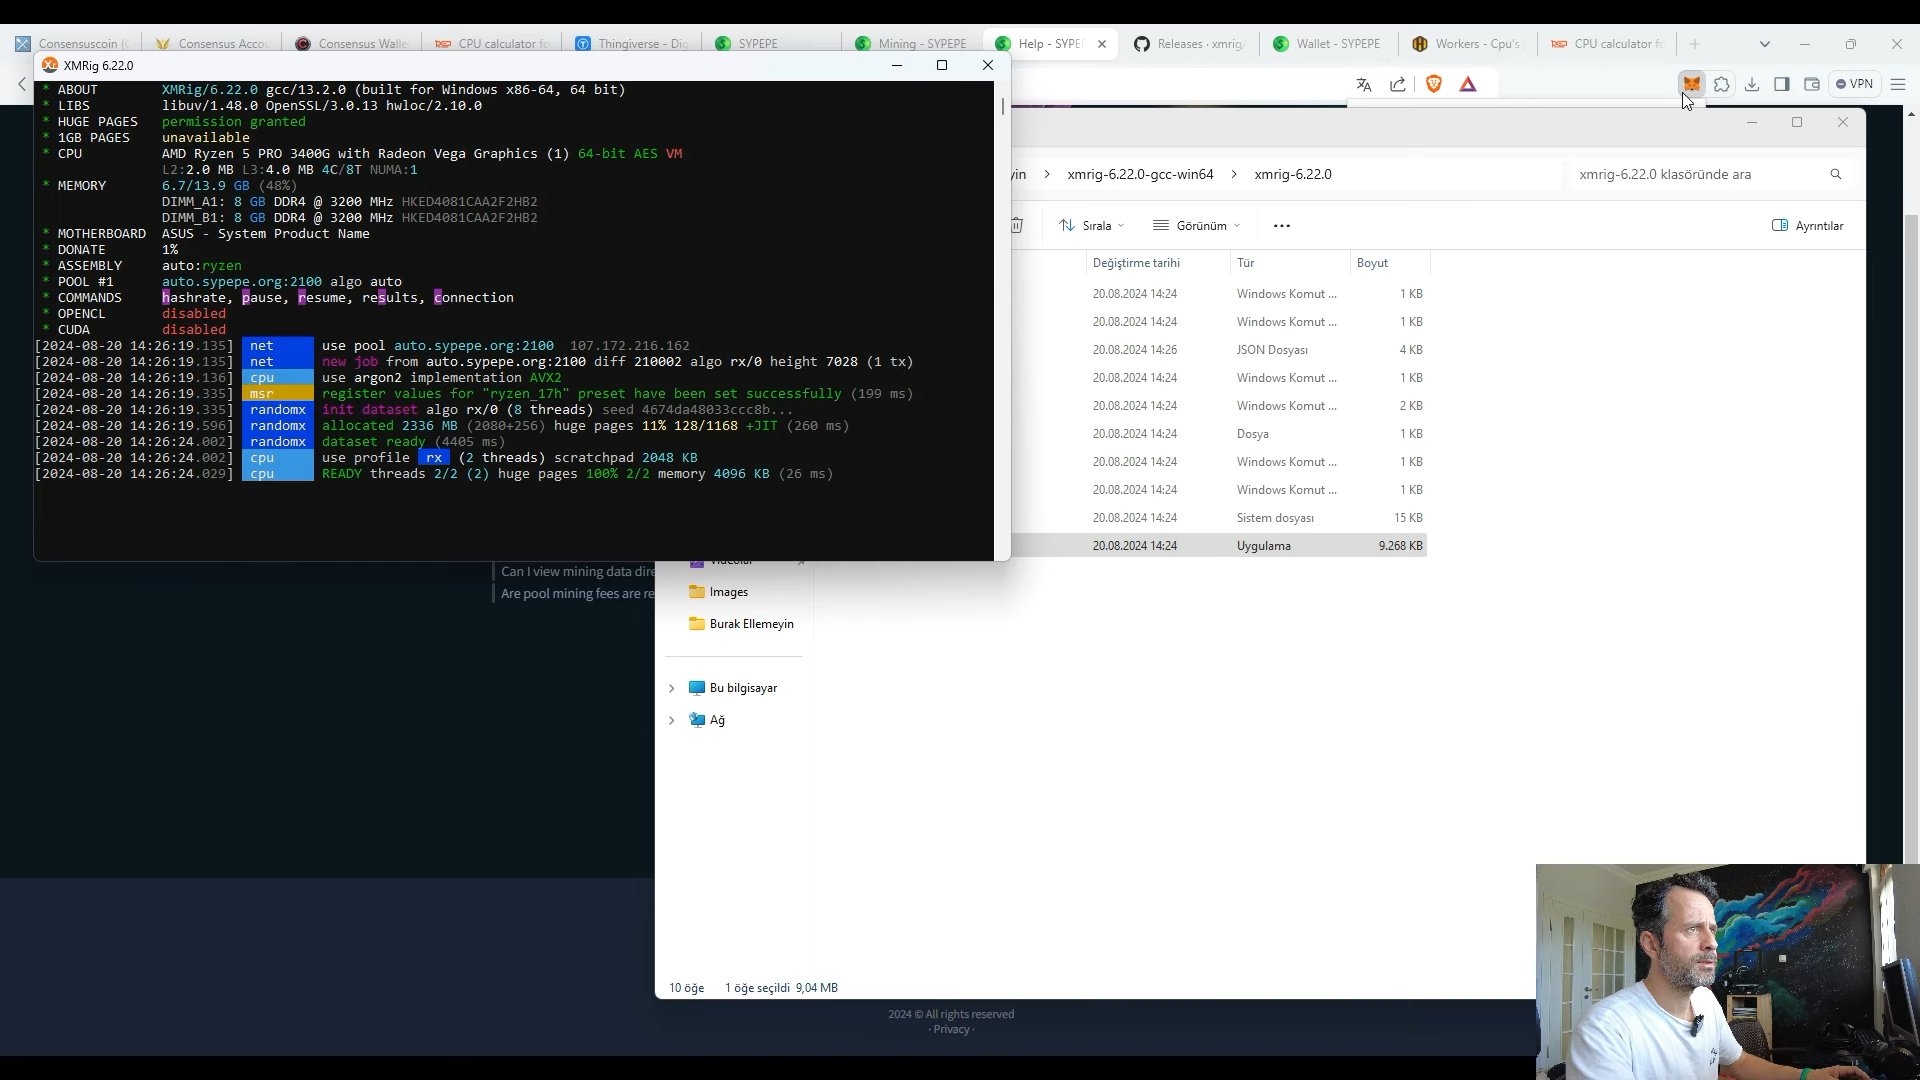 Consensuscoin (
Consensus Acco
Consensus Walle
CPU calculator fo
Thingiverse - Dig
SYPEPE
Mining - SYPEPE
Help - SYPE
Releases · xmrig
Wallet - SYPEPE
Workers - Cpu's
CPU calculator fo
VPN
XMRig 6.22.0
* ABOUT XMRig/6.22.0 gcc/13.2.0 (built for Windows x86-64, 64 bit)
* LIBS libuv/1.48.0 OpenSSL/3.0.13 hwloc/2.10.0
* HUGE PAGES permission granted
* 1GB PAGES unavailable
* CPU AMD Ryzen 5 PRO 3400G with Radeon Vega Graphics (1) 64-bit AES VM
L2:2.0 MB L3:4.0 MB 4C/8T NUMA:1
* MEMORY 6.7/13.9 GB (48%)
DIMM_A1: 8 GB DDR4 @ 3200 MHz HKED4081CAA2F2HB2
DIMM_B1: 8 GB DDR4 @ 3200 MHz HKED4081CAA2F2HB2
* MOTHERBOARD ASUS - System Product Name
* DONATE 1%
* ASSEMBLY auto:ryzen
* POOL #1 auto.sypepe.org:2100 algo auto
* COMMANDS hashrate, pause, resume, results, connection
* OPENCL disabled
* CUDA disabled
[2024-08-20 14:26:19.135] net use pool auto.sypepe.org:2100 107.172.216.162
[2024-08-20 14:26:19.135] net new job from auto.sypepe.org:2100 diff 210002 algo rx/0 height 7028 (1 tx)
[2024-08-20 14:26:19.136] cpu use argon2 implementation AVX2
[2024-08-20 14:26:19.335] msr register values for "ryzen_17h" preset have been set successfully (199 ms)
[2024-08-20 14:26:19.335] randomx init dataset algo rx/0 (8 threads) seed 4674da48033ccc8b...
[2024-08-20 14:26:19.596] randomx allocated 2336 MB (2080+256) huge pages 11% 128/1168 +JIT (260 ms)
[2024-08-20 14:26:24.002] randomx dataset ready (4405 ms)
[2024-08-20 14:26:24.002] cpu use profile rx (2 threads) scratchpad 2048 KB
[2024-08-20 14:26:24.029] cpu READY threads 2/2 (2) huge pages 100% 2/2 memory 4096 KB (26 ms)
yin > xmrig-6.22.0-gcc-win64 > xmrig-6.22.0
xmrig-6.22.0 klasöründe ara
Sırala
Görünüm
Ayrıntılar
Değiştirme tarihi Tür Boyut
20.08.2024 14:24 Windows Komut ... 1 KB
20.08.2024 14:24 Windows Komut ... 1 KB
20.08.2024 14:26 JSON Dosyası 4 KB
20.08.2024 14:24 Windows Komut ... 1 KB
20.08.2024 14:24 Windows Komut ... 2 KB
20.08.2024 14:24 Dosya 1 KB
20.08.2024 14:24 Windows Komut ... 1 KB
20.08.2024 14:24 Windows Komut ... 1 KB
20.08.2024 14:24 Sistem dosyası 15 KB
20.08.2024 14:24 Uygulama 9.268 KB
Can I view mining data dire
Are pool mining fees are re
Images
Burak Ellemeyin
Bu bilgisayar
Ağ
10 öğe 1 öğe seçildi 9,04 MB
2024 © All rights reserved
· Privacy ·